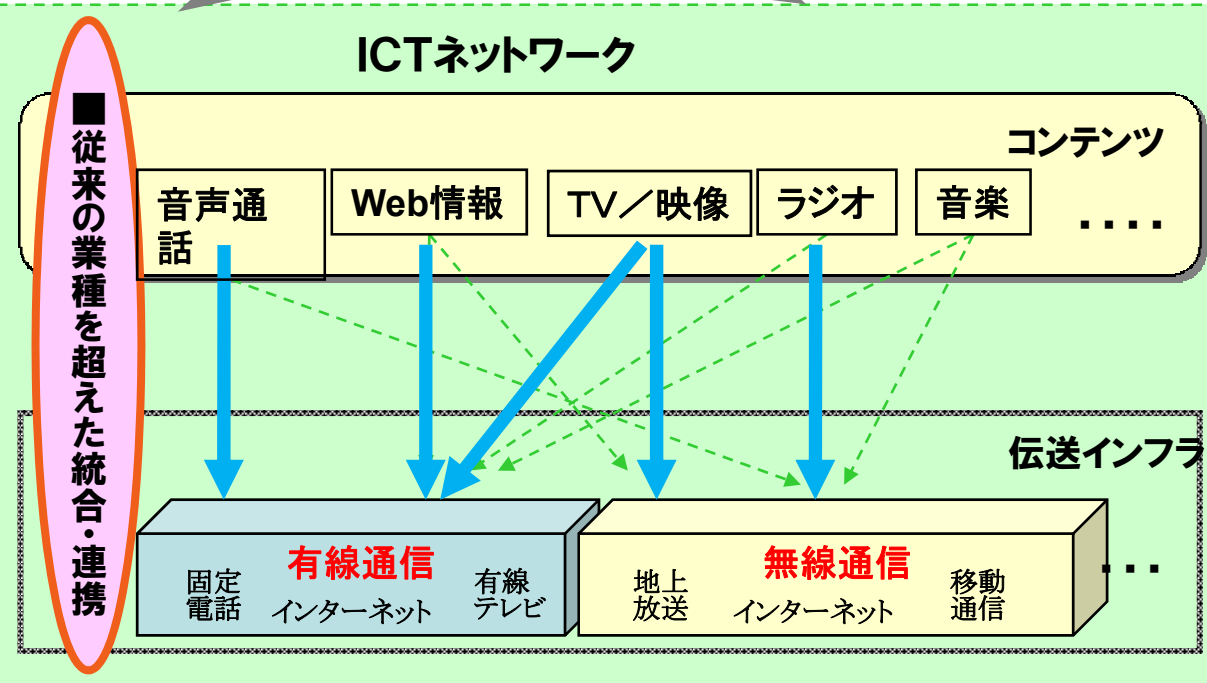 ICTネットワーク
■従来の業種を超えた統合・連携
コンテンツ
音声通
話
Web情報
TV／映像
ラジオ
音楽
....
伝送インフラ
有線通信
固定
電話
インターネット
有線
テレビ
無線通信
地上
放送
インターネット
移動
通信
...